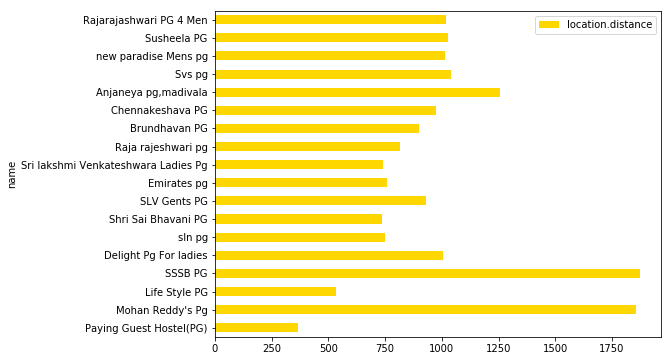 Rajarajashwari PG 4 Men
Susheela PG
new paradise Mens pg
Svs pg
Anjaneya pg,madivala
Chennakeshava PG
Brundhavan PG
Raja rajeshwari pg
Sri lakshmi Venkateshwara Ladies Pg
Emirates pg
SLV Gents PG
Shri Sai Bhavani PG
sln pg
Delight Pg For ladies
SSSB PG
Life Style PG
Mohan Reddy's Pg
Paying Guest Hostel(PG)
name
location.distance
0 250 500 750 1000 1250 1500 1750